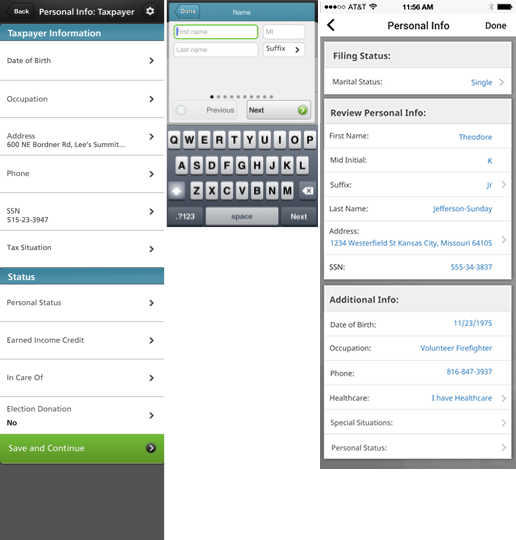 Back Personal Info: Taxpayer
Taxpayer Information
Date of Birth
Occupation
Address
600 NE Bordner Rd, Lee's Summit...
Phone
SSN
515-23-3947
Tax Situation
Status
Personal Status
Earned Income Credit
In Care Of
Election Donation
No
Save and Continue
Done Name
First name MI
Last name Suffix
Previous Next
Q W E R T Y U I O P
A S D F G H J K L
Z X C V B N M
.?123 space Next
AT&T 11:56 AM
Personal Info Done
Filing Status:
Marital Status: Single
Review Personal Info:
First Name: Theodore
Mid Initial: K
Suffix: Jr
Last Name: Jefferson-Sunday
Address:
1234 Westerfield St Kansas City, Missouri 64105
SSN: 555-34-3837
Additional Info:
Date of Birth: 11/23/1975
Occupation: Volunteer Firefighter
Phone: 816-847-3937
Healthcare: I have Healthcare
Special Situations:
Personal Status: